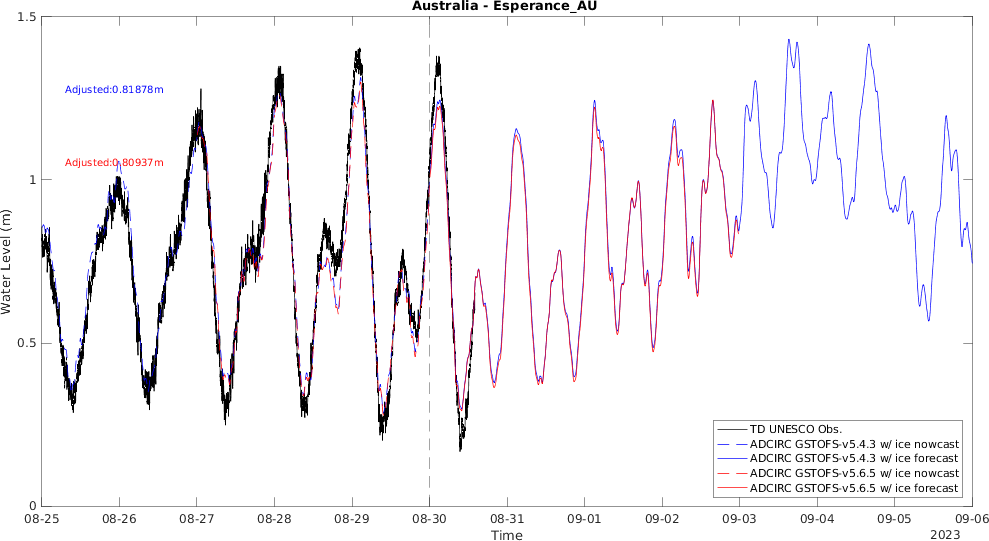 Australia - Esperance_AU
1.5
Adjusted:0.81878m
Adjusted:0.80937m
1
Water Level (m)
0.5
TD UNESCO Obs.
ADCIRC GSTOFS-v5.4.3 w/ ice nowcast
ADCIRC GSTOFS-v5.4.3 w/ ice forecast
ADCIRC GSTOFS-v5.6.5 w/ ice nowcast
ADCIRC GSTOFS-v5.6.5 w/ ice forecast
0
08-25 08-26 08-27 08-28 08-29 08-30 08-31 09-01 09-02 09-03 09-04 09-05 09-06
Time 2023